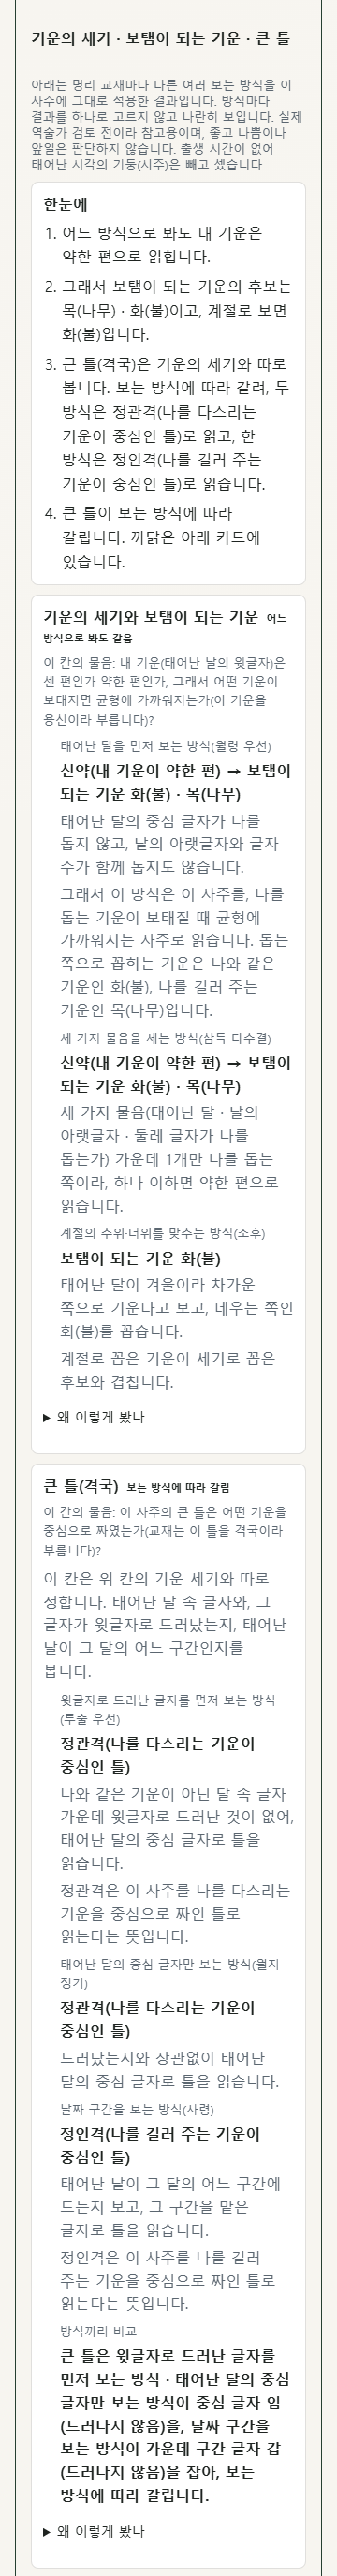 기운의 세기 · 보탬이 되는 기운 · 큰 틀
아래는 명리 교재마다 다른 여러 보는 방식을 이
사주에 그대로 적용한 결과입니다. 방식마다
결과를 하나로 고르지 않고 나란히 보입니다. 실제
역술가 검토 전이라 참고용이며, 좋고 나쁨이나
앞일은 판단하지 않습니다. 출생 시간이 없어
태어난 시각의 기둥(시주)은 빼고 셌습니다.
한눈에
1. 어느 방식으로 봐도 내 기운은
약한 편으로 읽힙니다.
2. 그래서 보탬이 되는 기운의 후보는
목(나무) · 화(불)이고, 계절로 보면
화(불)입니다.
3. 큰 틀(격국)은 기운의 세기와 따로
봅니다. 보는 방식에 따라 갈려, 두
방식은 정관격(나를 다스리는
기운이 중심인 틀)로 읽고, 한
방식은 정인격(나를 길러 주는
기운이 중심인 틀)로 읽습니다.
4. 큰 틀이 보는 방식에 따라
갈립니다. 까닭은 아래 카드에
있습니다.
기운의 세기와 보탬이 되는 기운 어느
방식으로 봐도 같음
이 칸의 물음: 내 기운(태어난 날의 윗글자)은
센 편인가 약한 편인가, 그래서 어떤 기운이
보태지면 균형에 가까워지는가(이 기운을
용신이라 부릅니다)?
태어난 달을 먼저 보는 방식(월령 우선)
신약(내 기운이 약한 편) → 보탬이
되는 기운 화(불) · 목(나무)
태어난 달의 중심 글자가 나를
돕지 않고, 날의 아랫글자와 글자
수가 함께 돕지도 않습니다.
그래서 이 방식은 이 사주를, 나를
돕는 기운이 보태질 때 균형에
가까워지는 사주로 읽습니다. 돕는
쪽으로 꼽히는 기운은 나와 같은
기운인 화(불), 나를 길러 주는
기운인 목(나무)입니다.
세 가지 물음을 세는 방식(삼득 다수결)
신약(내 기운이 약한 편) → 보탬이
되는 기운 화(불) · 목(나무)
세 가지 물음(태어난 달 · 날의
아랫글자 · 둘레 글자가 나를
돕는가) 가운데 1개만 나를 돕는
쪽이라, 하나 이하면 약한 편으로
읽습니다.
계절의 추위·더위를 맞추는 방식(조후)
보탬이 되는 기운 화(불)
태어난 달이 겨울이라 차가운
쪽으로 기운다고 보고, 데우는 쪽인
화(불)를 꼽습니다.
계절로 꼽은 기운이 세기로 꼽은
후보와 겹칩니다.
▶ 왜 이렇게 봤나
큰 틀(격국) 보는 방식에 따라 갈림
이 칸의 물음: 이 사주의 큰 틀은 어떤 기운을
중심으로 짜였는가(교재는 이 틀을 격국이라
부릅니다)?
이 칸은 위 칸의 기운 세기와 따로
정합니다. 태어난 달 속 글자와, 그
글자가 윗글자로 드러났는지, 태어난
날이 그 달의 어느 구간인지를
봅니다.
윗글자로 드러난 글자를 먼저 보는 방식
(투출 우선)
정관격(나를 다스리는 기운이
중심인 틀)
나와 같은 기운이 아닌 달 속 글자
가운데 윗글자로 드러난 것이 없어,
태어난 달의 중심 글자로 틀을
읽습니다.
정관격은 이 사주를 나를 다스리는
기운을 중심으로 짜인 틀로
읽는다는 뜻입니다.
태어난 달의 중심 글자만 보는 방식(월지
정기)
정관격(나를 다스리는 기운이
중심인 틀)
드러났는지와 상관없이 태어난
달의 중심 글자로 틀을 읽습니다.
날짜 구간을 보는 방식(사령)
정인격(나를 길러 주는 기운이
중심인 틀)
태어난 날이 그 달의 어느 구간에
드는지 보고, 그 구간을 맡은
글자로 틀을 읽습니다.
정인격은 이 사주를 나를 길러
주는 기운을 중심으로 짜인 틀로
읽는다는 뜻입니다.
방식끼리 비교
큰 틀은 윗글자로 드러난 글자를
먼저 보는 방식 · 태어난 달의 중심
글자만 보는 방식이 중심 글자 임
(드러나지 않음)을, 날짜 구간을
보는 방식이 가운데 구간 글자 갑
(드러나지 않음)을 잡아, 보는
방식에 따라 갈립니다.
▶ 왜 이렇게 봤나